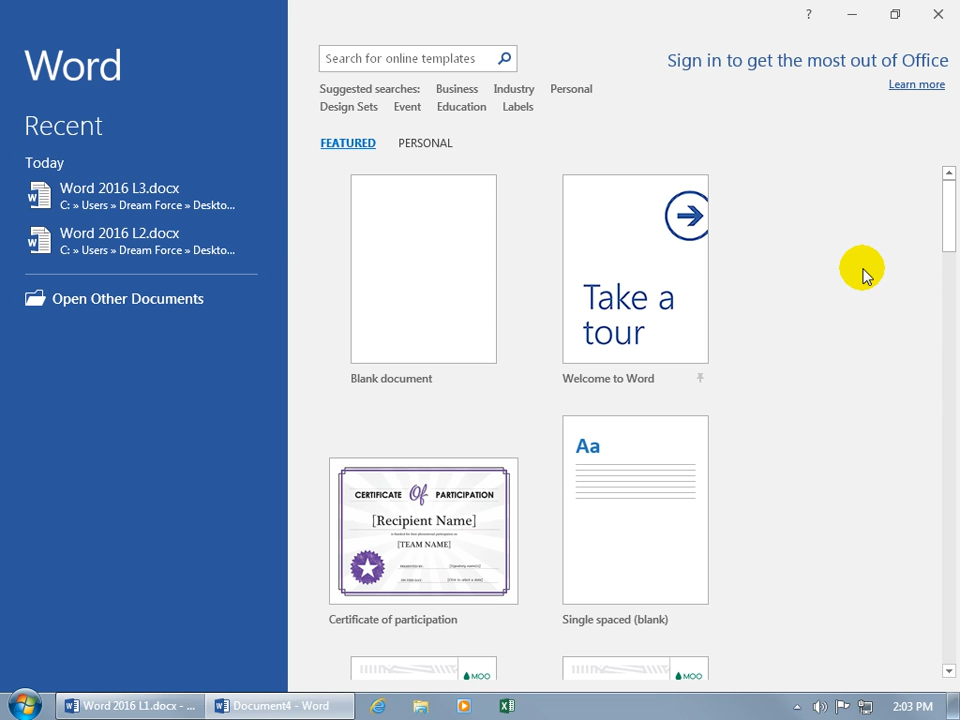 Word
Recent
Today
Word 2016 L3.docx
C: » Users » Dream Force » Deskto...
Word 2016 L2.docx
C: » Users » Dream Force » Deskto...
Open Other Documents
?
Search for online templates
Sign in to get the most out of Office
Learn more
Suggested searches: Business Industry Personal
Design Sets Event Education Labels
FEATURED PERSONAL
Take a
tour
Blank document
Welcome to Word
CERTIFICATE Of PARTICIPATION
[Recipient Name]
[TEAM NAME]
Aa
Certificate of participation
Single spaced (blank)
MOO
MOO
Word 2016 L1.docx - ...
Document4 - Word
2:03 PM